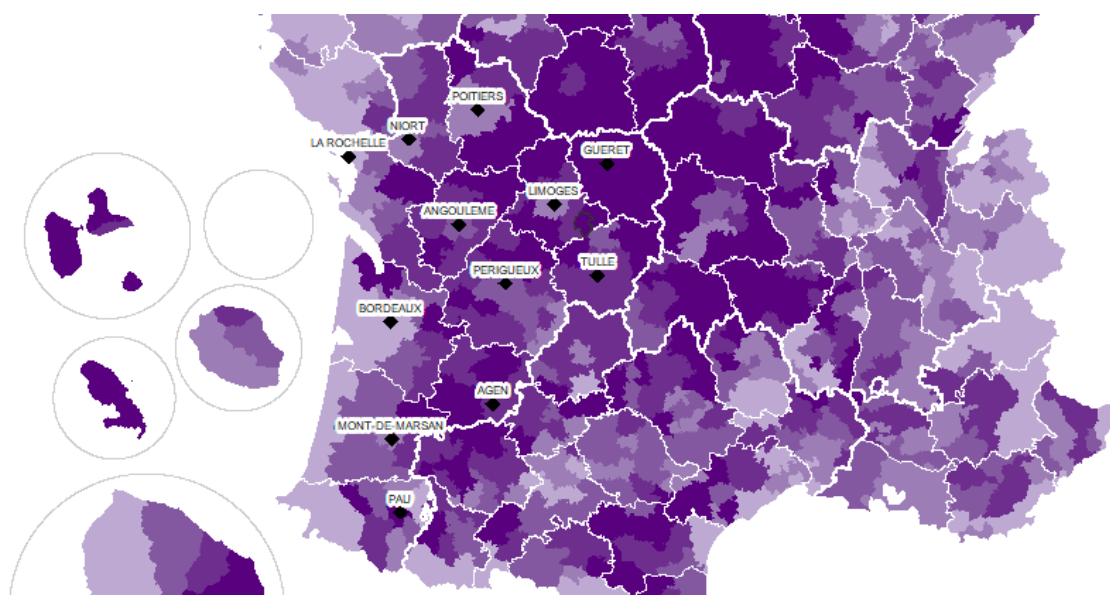 POITIERS
NIORT
LA ROCHELLE
GUERET
LIMOGES
ANGOULEME
TULLE
PERIGUEUX
BORDEAUX
AGEN
MONT-DE-MARSAN
PAU